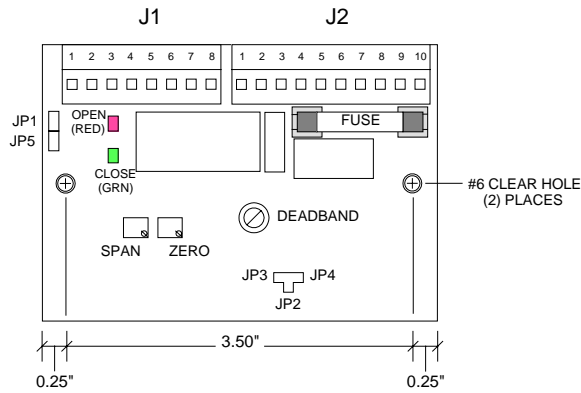 J1 J2
1 2 3 4 5 6 7 8 1 2 3 4 5 6 7 8 9 10
JP1
JP5
OPEN
(RED)
FUSE
CLOSE
(GRN)
#6 CLEAR HOLE
(2) PLACES
DEADBAND
SPAN ZERO
JP3 JP4
JP2
3.50"
0.25" 0.25"